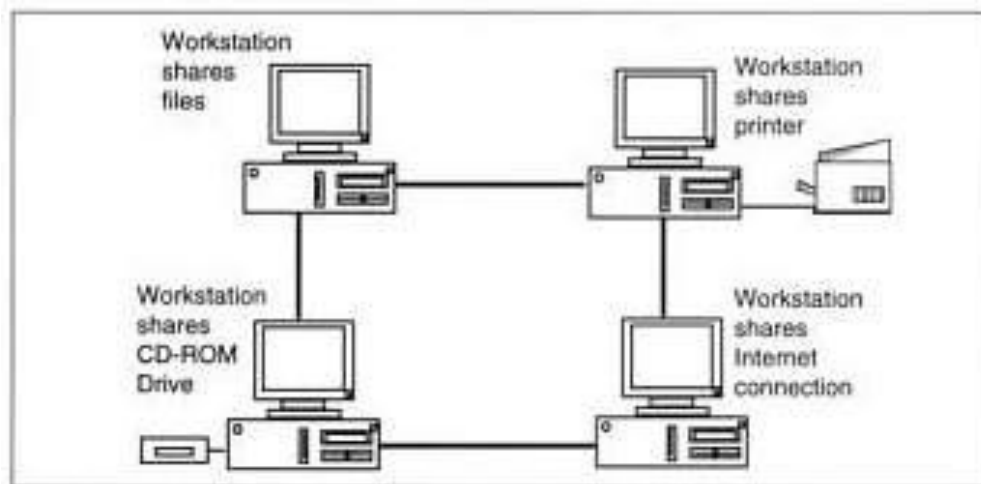 Workstation
shares
files
Workstation
shares
printer
Workstation
shares
CD-ROM
Drive
Workstation
shares
Internet
connection